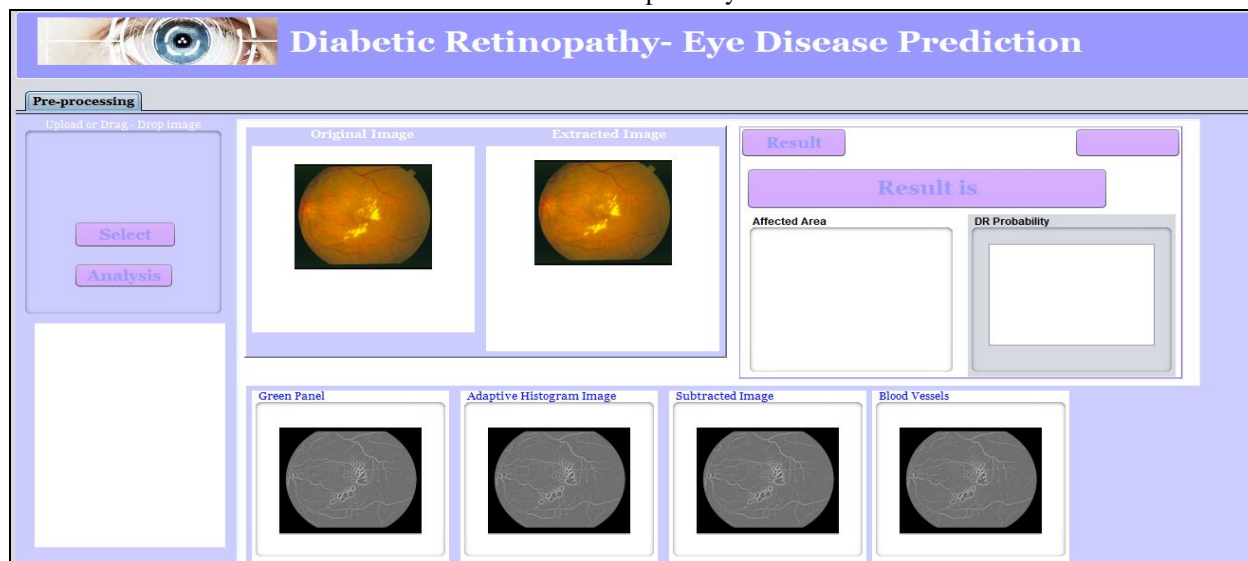 Diabetic Retinopathy- Eye Disease Prediction
Pre-processing
Upload or Drag - Drop image
Select
Analysis
Original Image
Extracted Image
Result
Result is
Affected Area
DR Probability
Green Panel
Adaptive Histogram Image
Subtracted Image
Blood Vessels